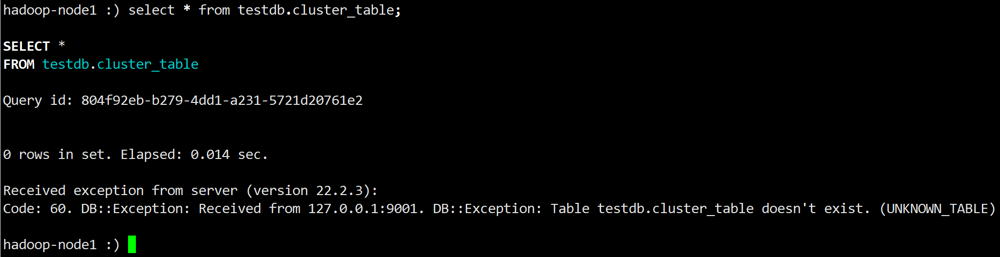 hadoop-node1 :) select * from testdb.cluster_table;
SELECT *
FROM testdb.cluster_table
Query id: 804f92eb-b279-4dd1-a231-5721d20761e2
0 rows in set. Elapsed: 0.014 sec.
Received exception from server (version 22.2.3):
Code: 60. DB::Exception: Received from 127.0.0.1:9001. DB::Exception: Table testdb.cluster_table doesn't exist. (UNKNOWN_TABLE)
hadoop-node1 :)